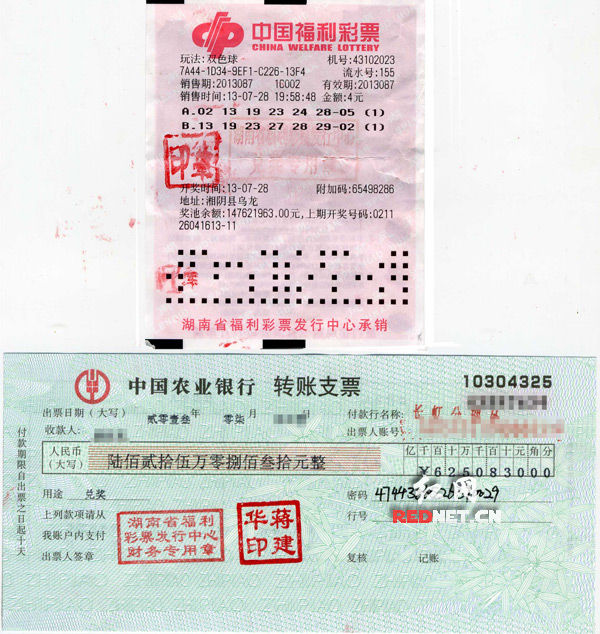 中国福利彩票
CHINA WELFARE LOTTERY
玩法:双色球 机号:43102023
7A44-1D34-9EF1-C226-13F4 流水号:155
销售期:2013087 10002 有效期:2013087
销售时间:13-07-28 19:58:48 金额:4元
A.02 13 19 23 24 28-05 (1)
B.13 19 23 27 28 29-02 (1)
开奖时间:13-07-28 附加码:65498286
地址:湘阴县乌龙
奖池余额:147621963.00元,上期开奖号码:0211
26041613-11
湖南省福利彩票发行中心承销
中国农业银行 转账支票 10304325
出票日期(大写) 贰零壹叁 年 零柒 月 付款行名称:
收款人: 出票人账号:
人民币
(大写) 陆佰贰拾伍万零捌佰叁拾元整
亿 千 百 十 万 千 百 十 元 角 分
¥625083000
用途 兑奖 密码
上列款项请从 行号
我账户内支付
出票人签章 复核 记账
付款期限自出票之日起十天
湖南省福利
彩票发行中心
财务专用章
蒋建
华印
红网
REDNET.CN